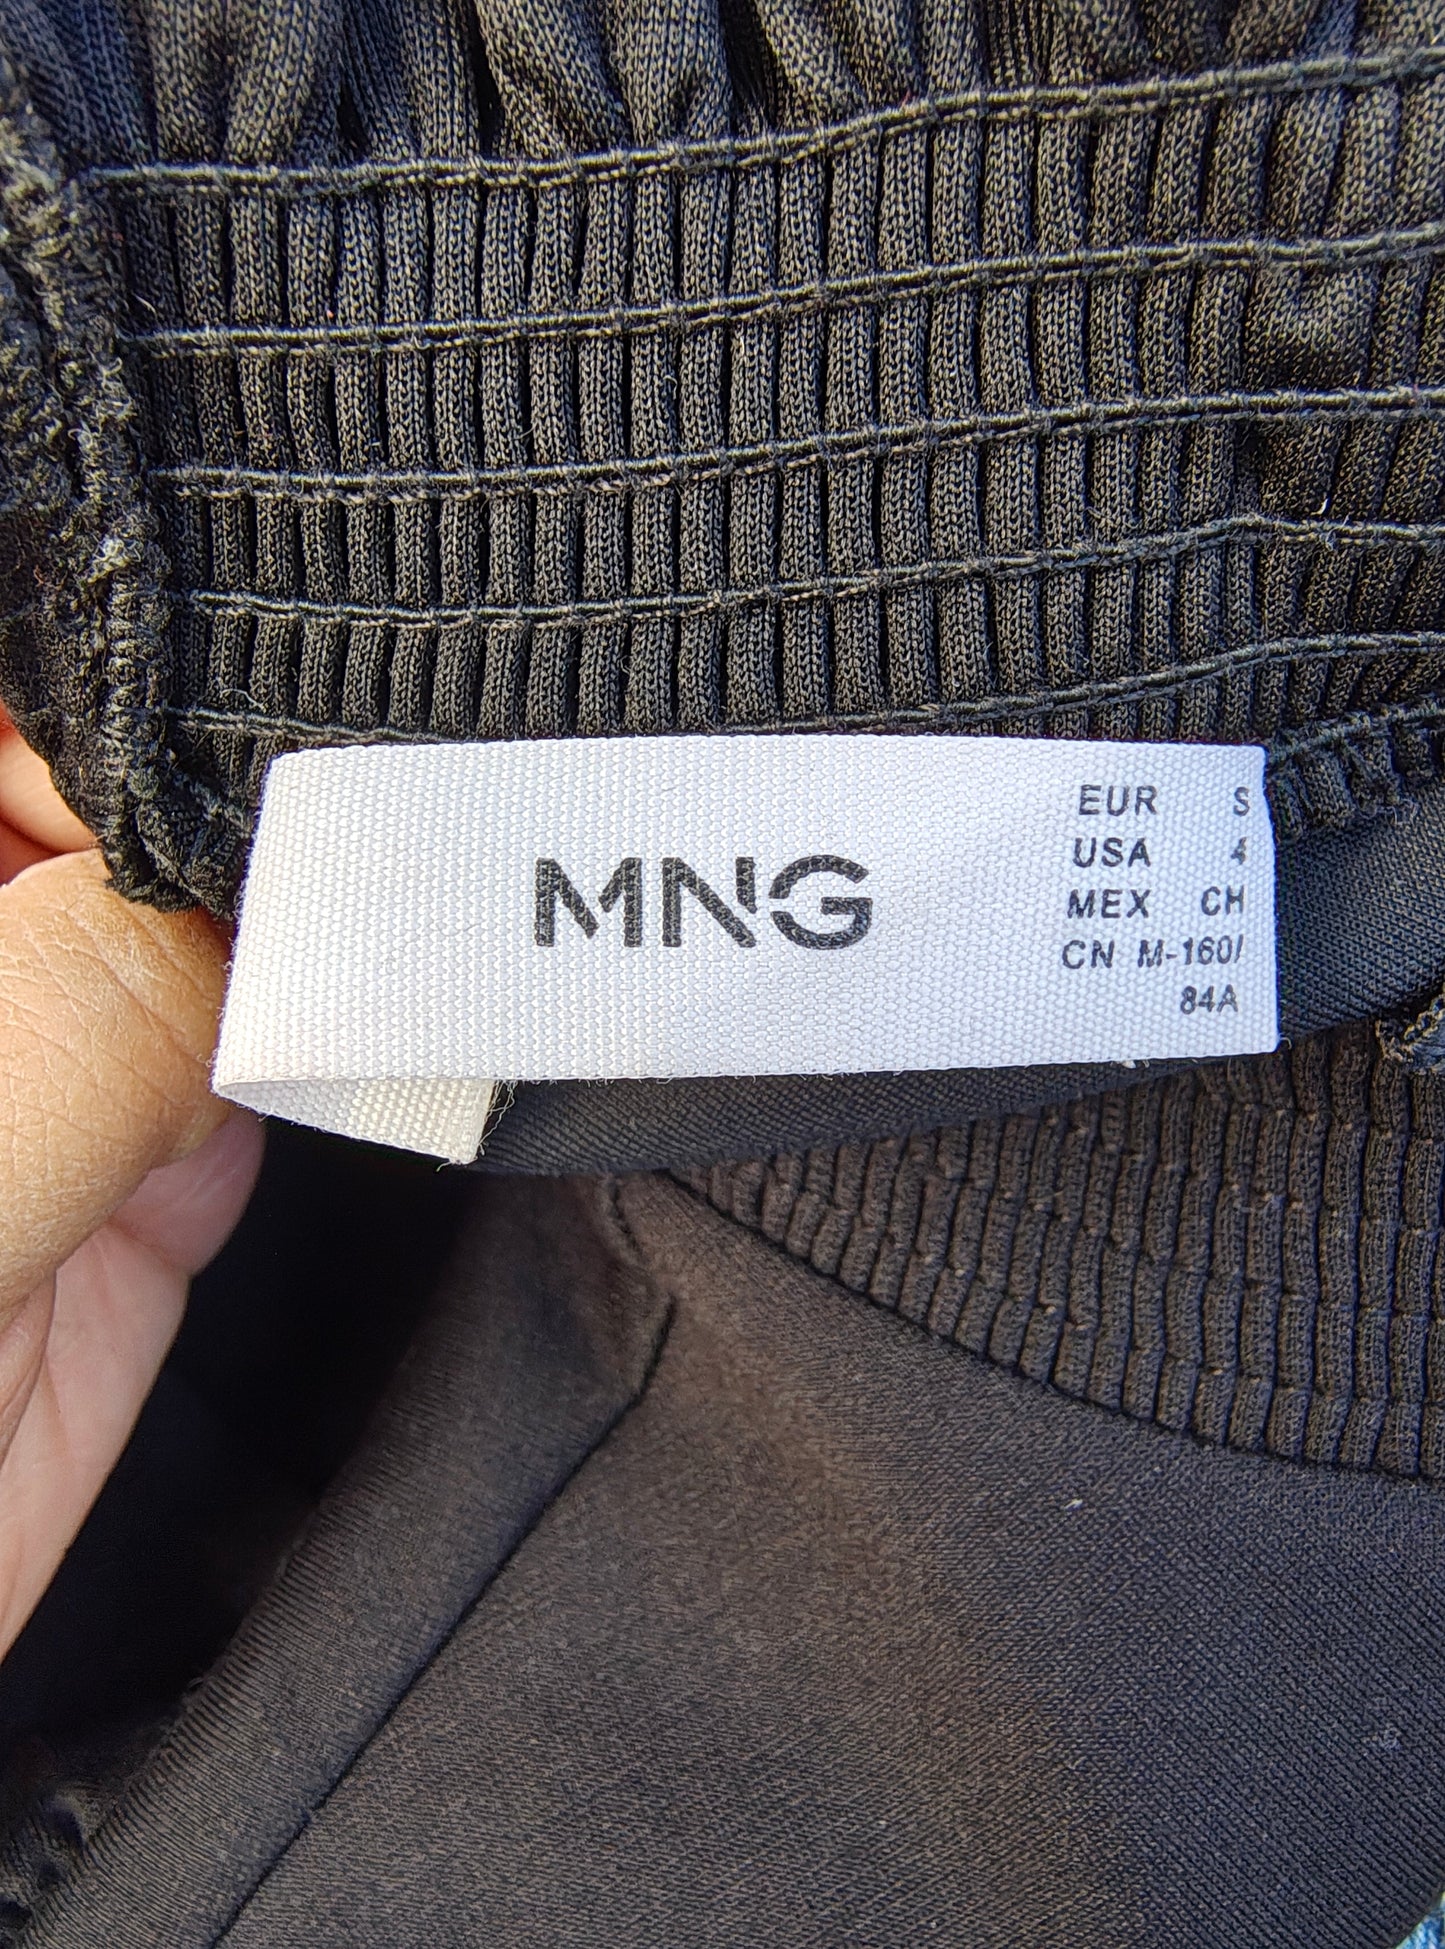 MNG
EUR S
USA 4
MEX CH
CN M-160/
84A